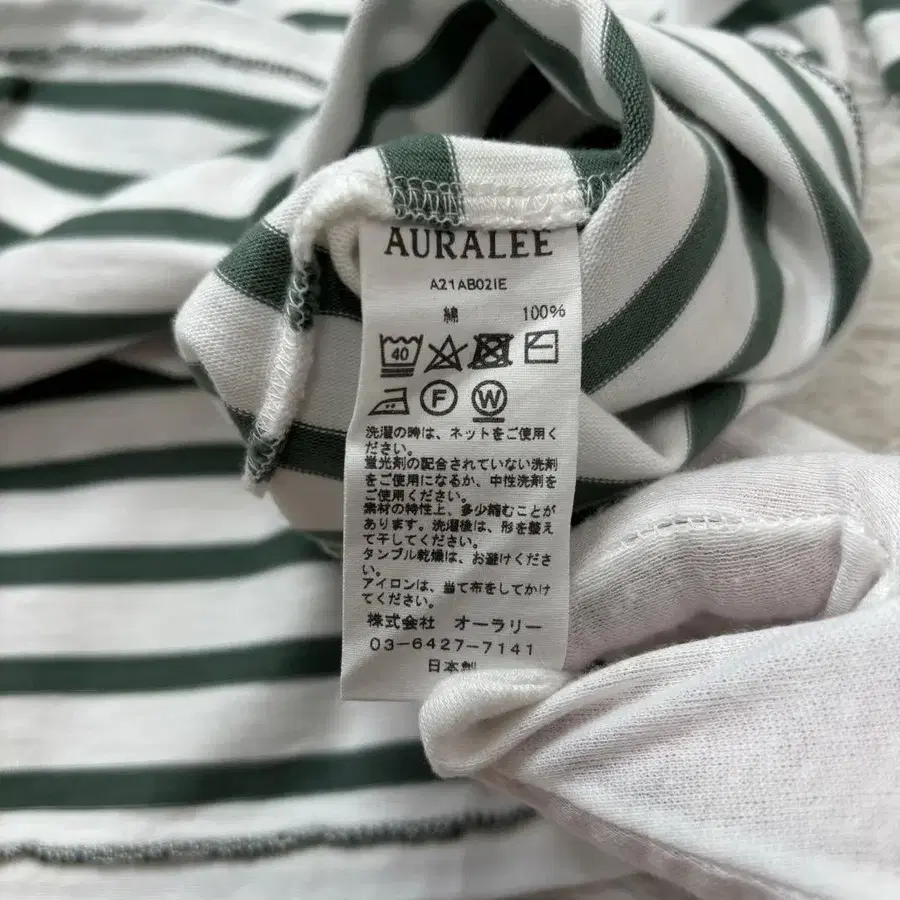 AURALEE
A21AB02IE
綿 100%
40
F W
洗濯の時は、ネットをご使用く
ださい。
蛍光剤の配合されていない洗剤
をご使用になるか、中性洗剤を
ご使用ください。
素材の特性上、多少縮むことが
あります。洗濯後は、形を整え
て干してください。
タンブル乾燥は、お避けくださ
い。
アイロンは、当て布をしてかけ
てください。
株式会社 オーラリー
03-6427-7141
日本製